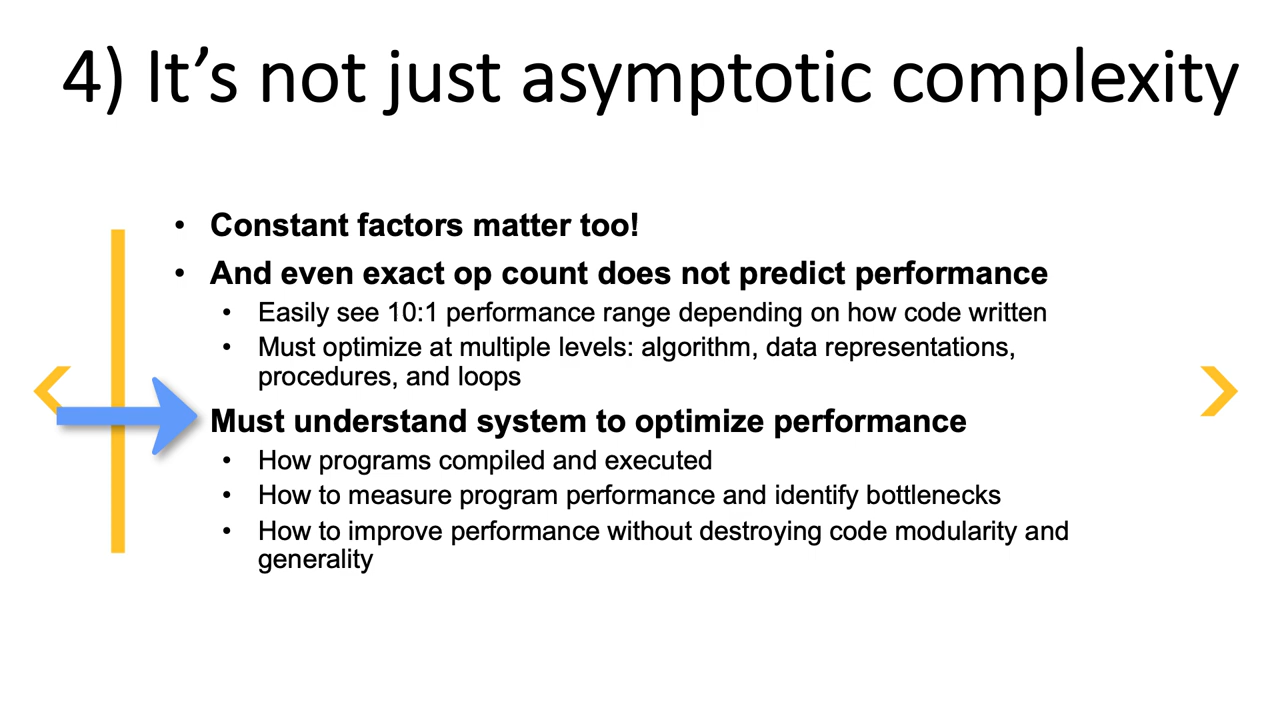 4) It’s not just asymptotic complexity
• Constant factors matter too!
• And even exact op count does not predict performance
• Easily see 10:1 performance range depending on how code written
• Must optimize at multiple levels: algorithm, data representations,
procedures, and loops
Must understand system to optimize performance
• How programs compiled and executed
• How to measure program performance and identify bottlenecks
• How to improve performance without destroying code modularity and
generality